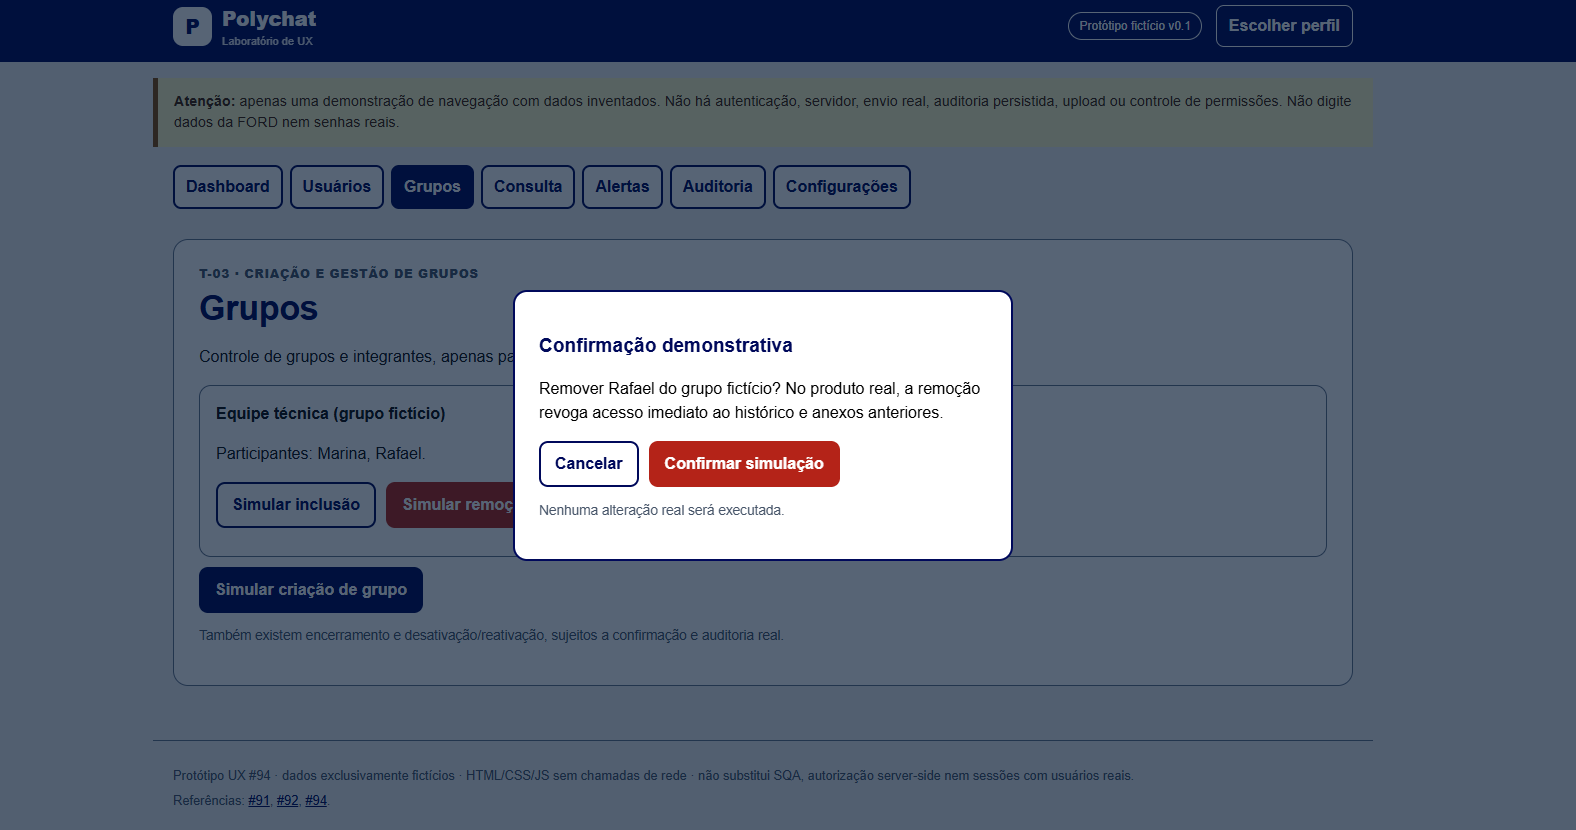 P
Polychat
Laboratório de UX
Protótipo fictício v0.1
Escolher perfil
Atenção: apenas uma demonstração de navegação com dados inventados. Não há autenticação, servidor, envio real, auditoria persistida, upload ou controle de permissões. Não digite
dados da FORD nem senhas reais.
Dashboard
Usuários
Grupos
Consulta
Alertas
Auditoria
Configurações
T-03 · CRIAÇÃO E GESTÃO DE GRUPOS
Grupos
Controle de grupos e integrantes, apenas pa
Equipe técnica (grupo fictício)
Participantes: Marina, Rafael.
Simular inclusão
Simular remoç
Simular criação de grupo
Também existem encerramento e desativação/reativação, sujeitos a confirmação e auditoria real.
Confirmação demonstrativa
Remover Rafael do grupo fictício? No produto real, a remoção
revoga acesso imediato ao histórico e anexos anteriores.
Cancelar
Confirmar simulação
Nenhuma alteração real será executada.
Protótipo UX #94 · dados exclusivamente fictícios · HTML/CSS/JS sem chamadas de rede · não substitui SQA, autorização server-side nem sessões com usuários reais.
Referências: #91, #92, #94.